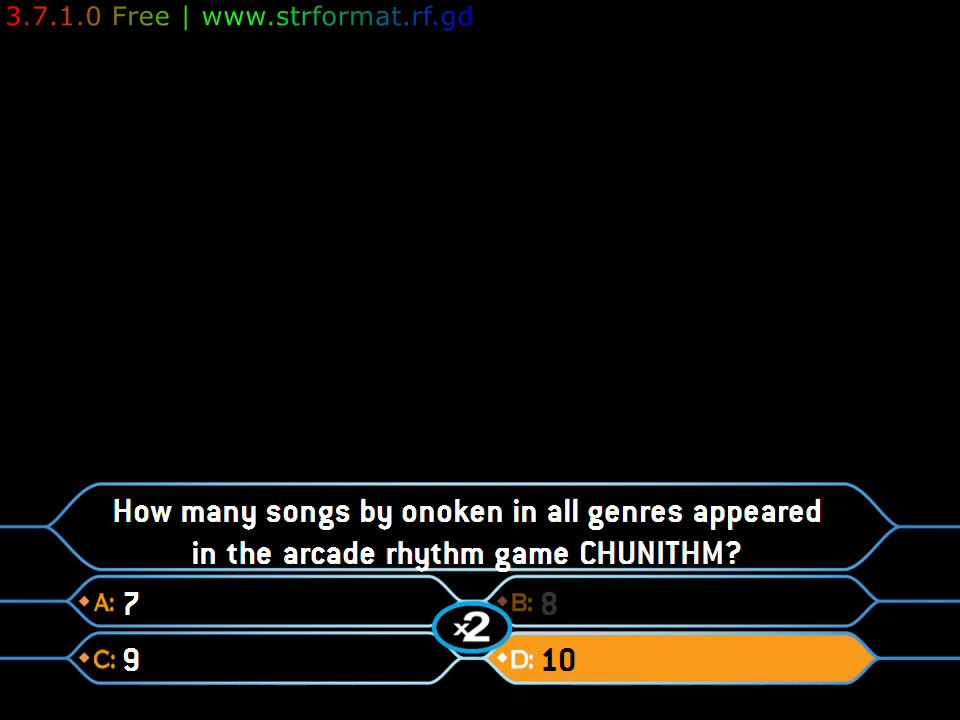 3.7.1.0 Free | www.strformat.rf.gd
How many songs by onoken in all genres appeared
in the arcade rhythm game CHUNITHM?
A: 7
B: 8
x2
C: 9
D: 10